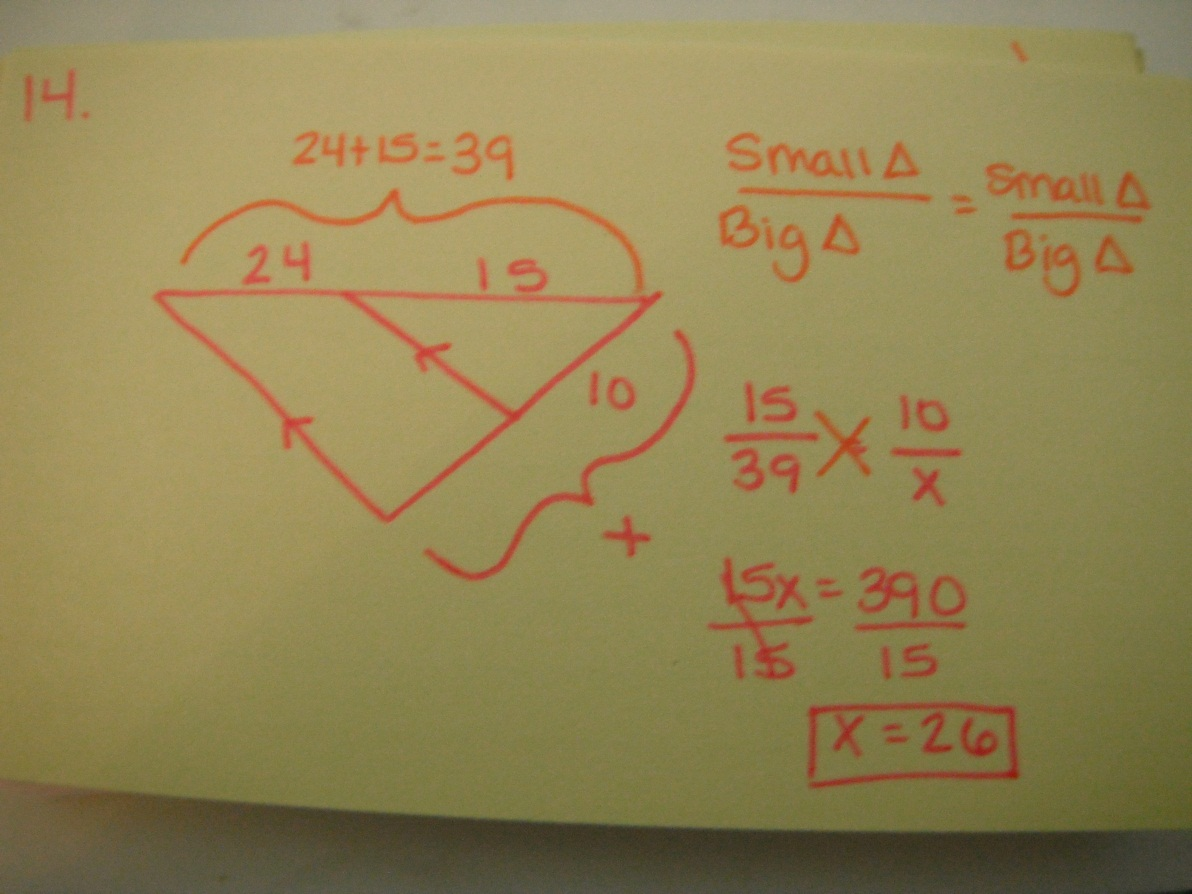 14.
24+15=39
24 15
10
+
Small Δ / Big Δ = Small Δ / Big Δ
15/39 = 10/x
15x/15 = 390/15
x = 26